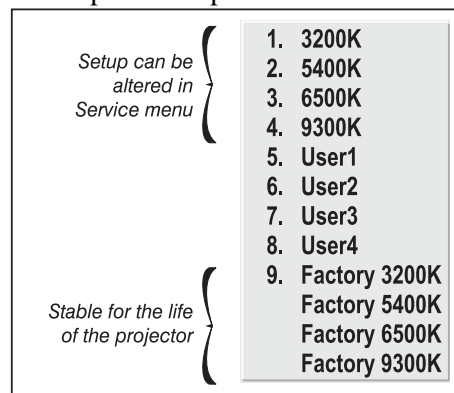 Setup can be
altered in
Service menu
1. 3200K
2. 5400K
3. 6500K
4. 9300K
5. User1
6. User2
7. User3
8. User4
9. Factory 3200K
Factory 5400K
Factory 6500K
Factory 9300K
Stable for the life
of the projector